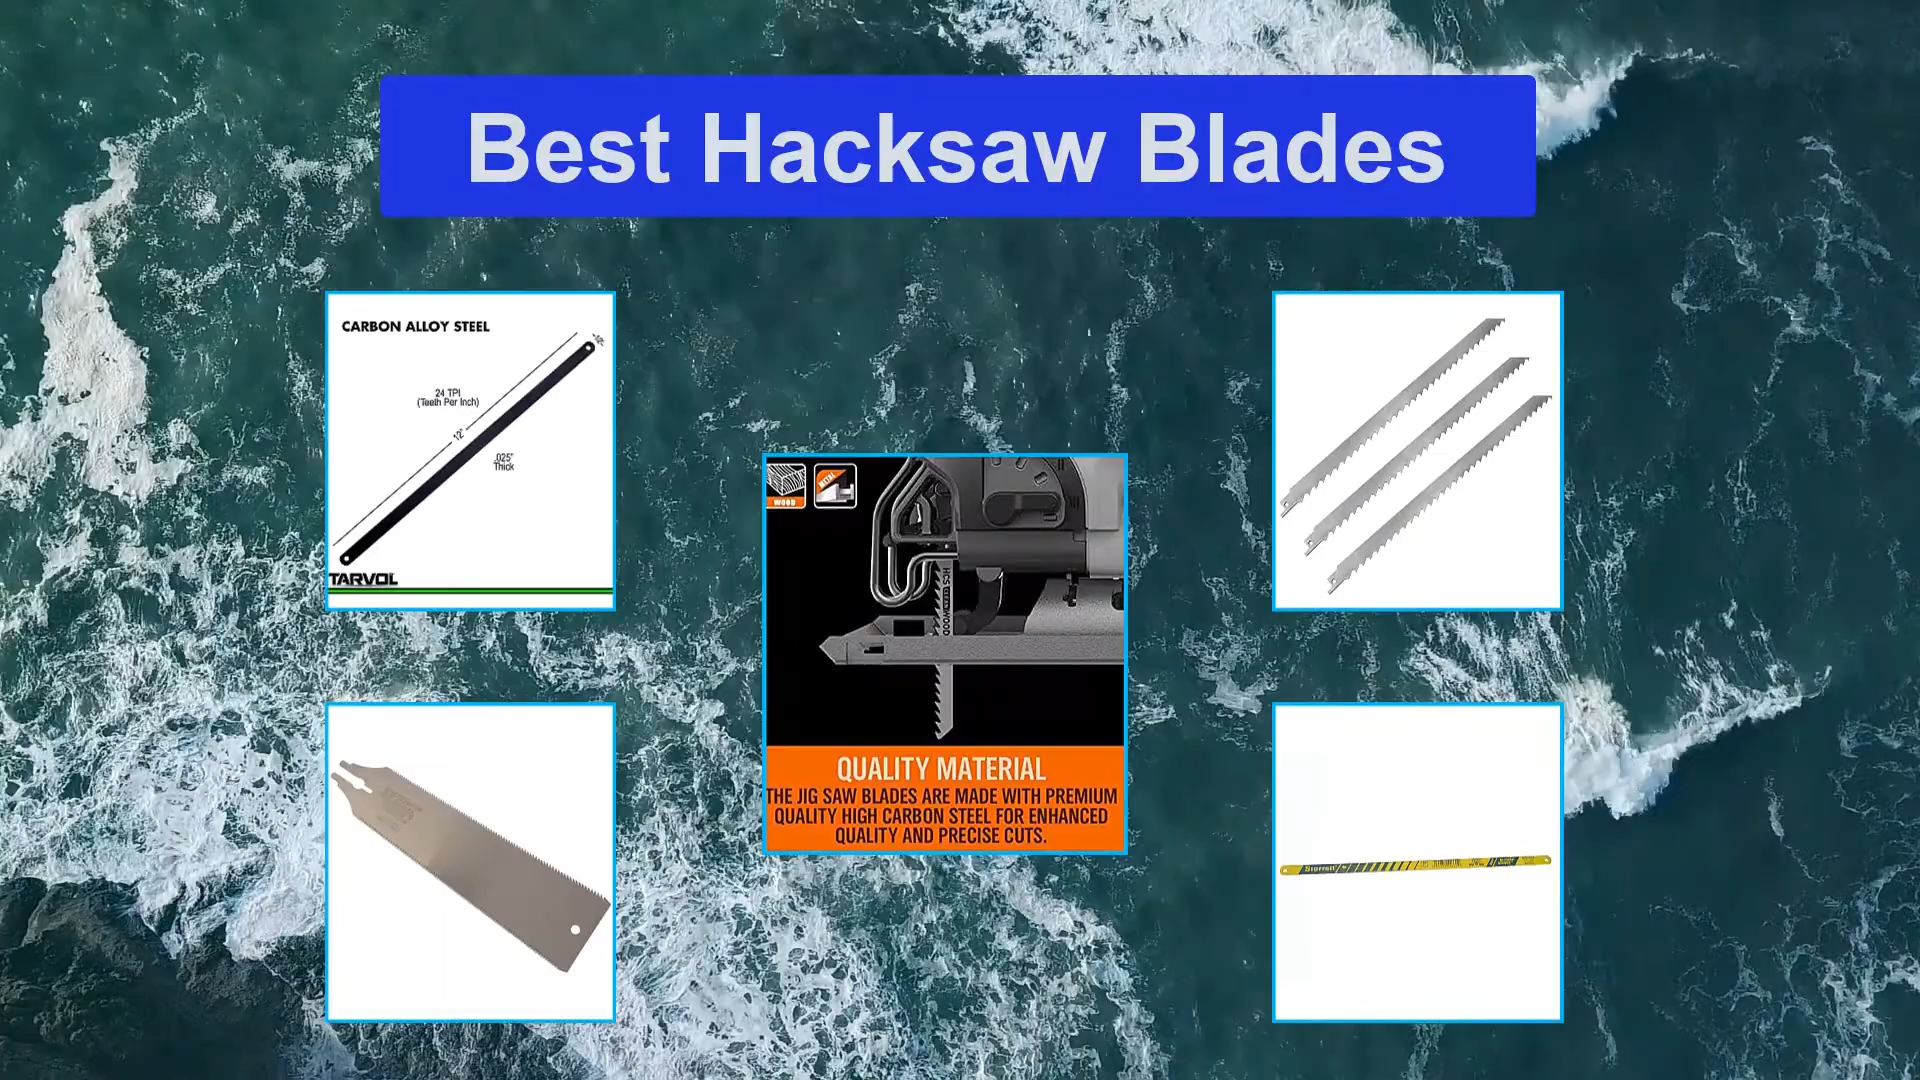 Best Hacksaw Blades
CARBON ALLOY STEEL
24 TPI
(Teeth Per Inch)
12"
.025"
Thick
TARVOL
WOOD
METAL
HCS
WOOD
QUALITY MATERIAL
THE JIG SAW BLADES ARE MADE WITH PREMIUM
QUALITY HIGH CARBON STEEL FOR ENHANCED
QUALITY AND PRECISE CUTS.
Starrett